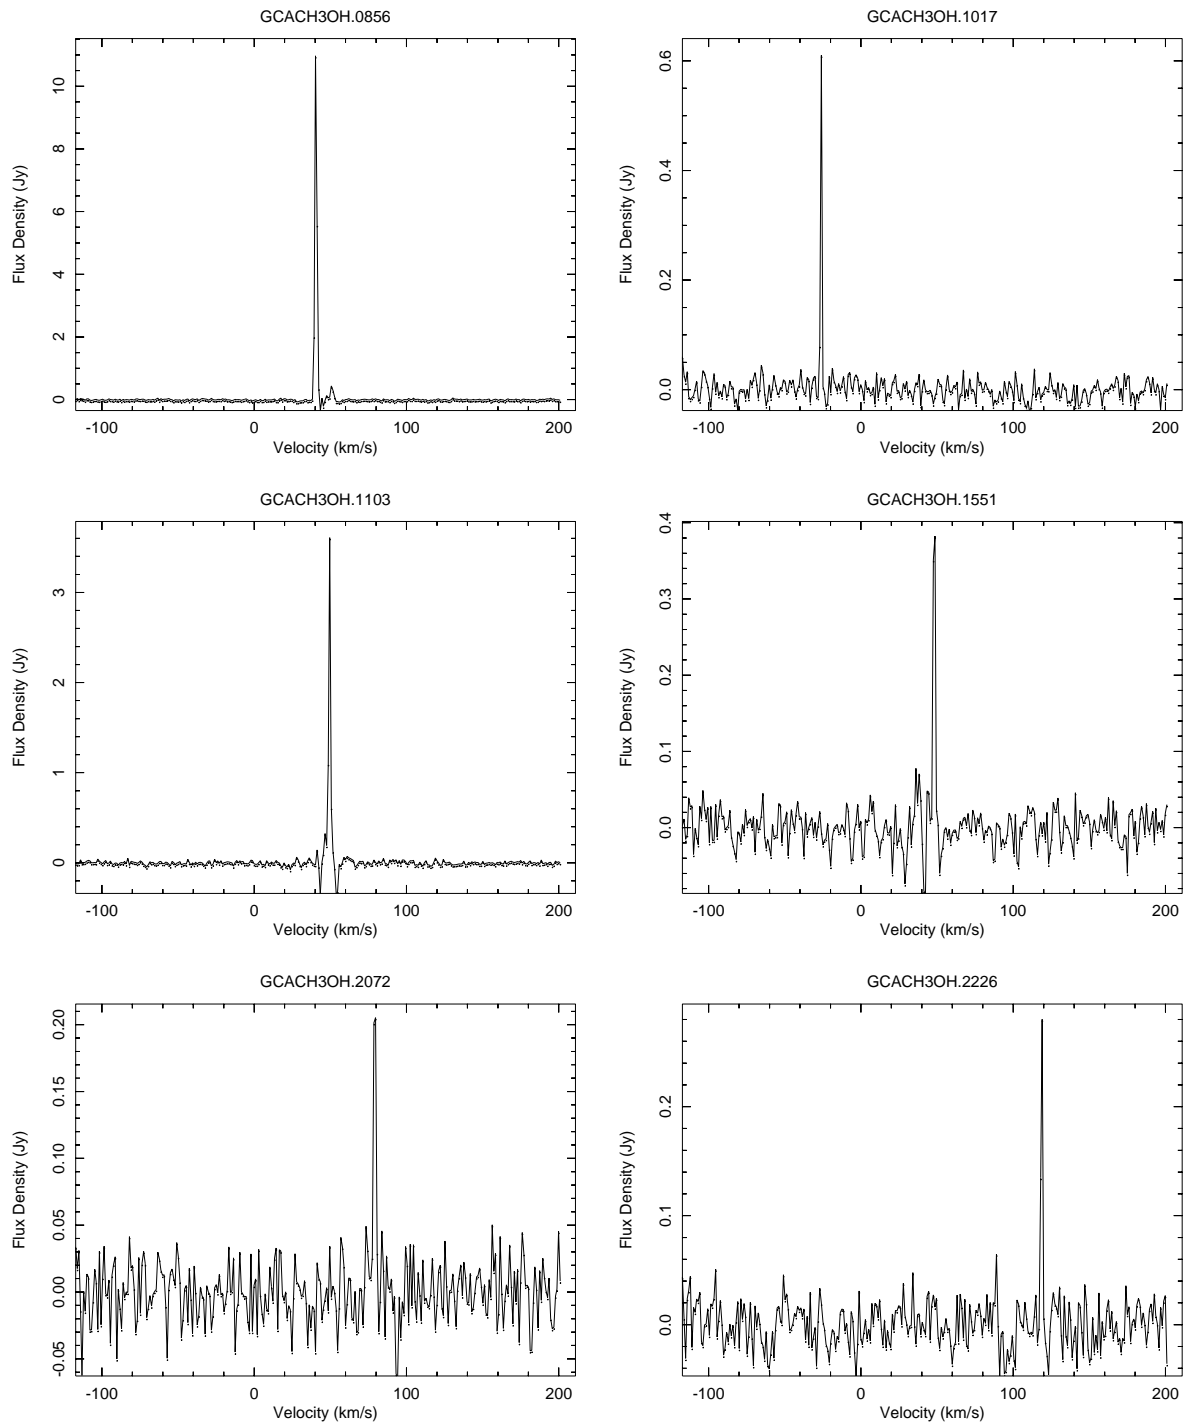 GCACH3OH.0856
Flux Density (Jy)
10
8
6
4
2
0
-100 0 100 200
Velocity (km/s)
GCACH3OH.1017
Flux Density (Jy)
0.6
0.4
0.2
0.0
-100 0 100 200
Velocity (km/s)
GCACH3OH.1103
Flux Density (Jy)
3
2
1
0
-100 0 100 200
Velocity (km/s)
GCACH3OH.1551
Flux Density (Jy)
0.4
0.3
0.2
0.1
0.0
-100 0 100 200
Velocity (km/s)
GCACH3OH.2072
Flux Density (Jy)
0.20
0.15
0.10
0.05
0.00
-0.05
-100 0 100 200
Velocity (km/s)
GCACH3OH.2226
Flux Density (Jy)
0.2
0.1
0.0
-100 0 100 200
Velocity (km/s)